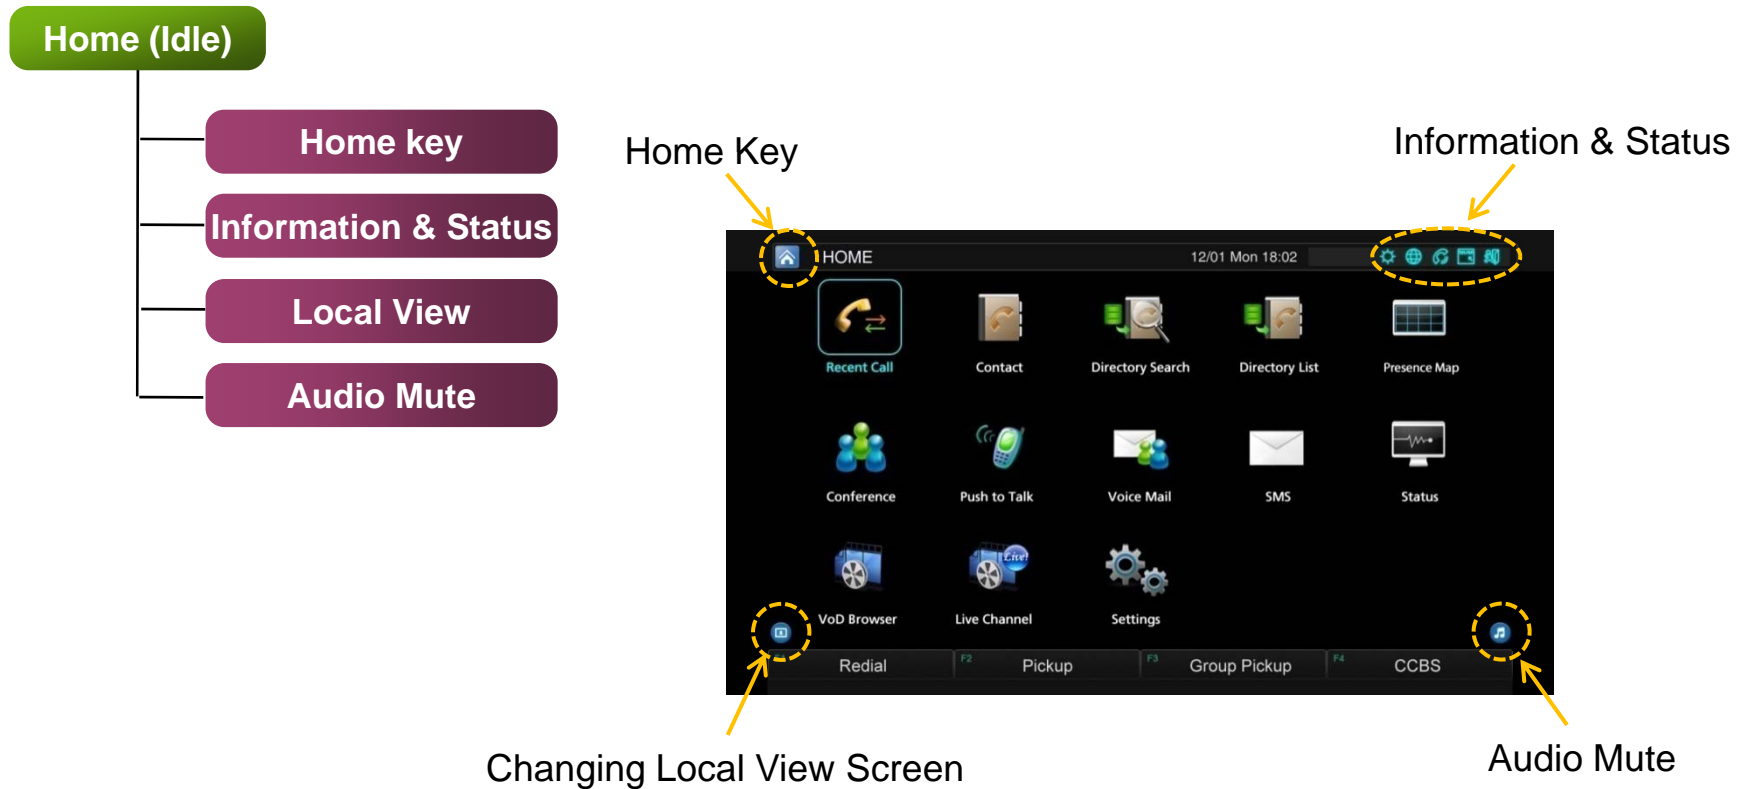 Home (Idle)
Home key
Information & Status
Local View
Audio Mute
Home Key
Information & Status
HOME
12/01 Mon 18:02
Recent Call
Contact
Directory Search
Directory List
Presence Map
Conference
Push to Talk
Voice Mail
SMS
Status
Live!
VoD Browser
Live Channel
Settings
Redial
F2 Pickup
F3 Group Pickup
F4 CCBS
Changing Local View Screen
Audio Mute